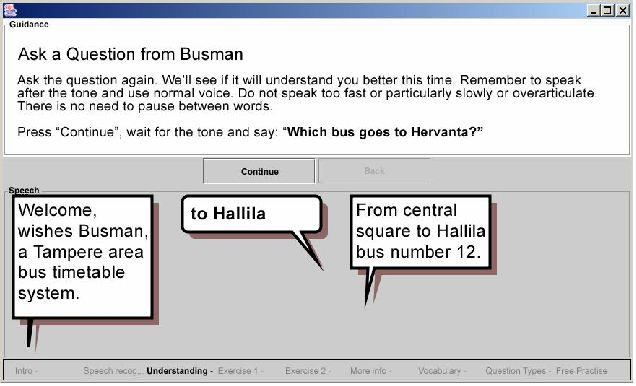 Guidance
Ask a Question from Busman
Ask the question again. We'll see if it will understand you better this time. Remember to speak
after the tone and use normal voice. Do not speak too fast or particularly slowly or overarticulate.
There is no need to pause between words.
Press "Continue", wait for the tone and say: "Which bus goes to Hervanta?"
Continue
Back
Speech
Welcome,
wishes Busman,
a Tampere area
bus timetable
system.
to Hallila
From central
square to Hallila
bus number 12.
Intro - Speech recog... Understanding - Exercise 1 - Exercise 2 - More info - Vocabulary - Question Types - Free Practise